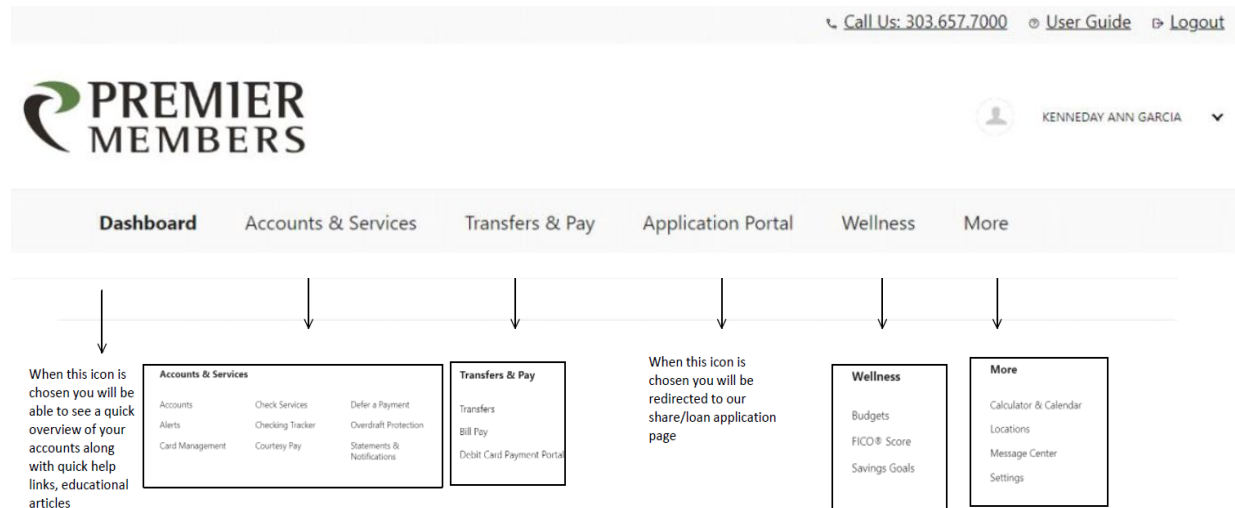 Call Us: 303.657.7000 User Guide Logout
PREMIER
MEMBERS
KENNEDAY ANN GARCIA
Dashboard Accounts & Services Transfers & Pay Application Portal Wellness More
When this icon is
chosen you will be
able to see a quick
overview of your
accounts along
with quick help
links, educational
articles
Accounts & Services
Accounts Check Services Defer a Payment
Alerts Checking Tracker Overdraft Protection
Card Management Courtesy Pay Statements &
Notifications
Transfers & Pay
Transfers
Bill Pay
Debit Card Payment Portal
When this icon is
chosen you will be
redirected to our
share/loan application
page
Wellness
Budgets
FICO® Score
Savings Goals
More
Calculator & Calendar
Locations
Message Center
Settings